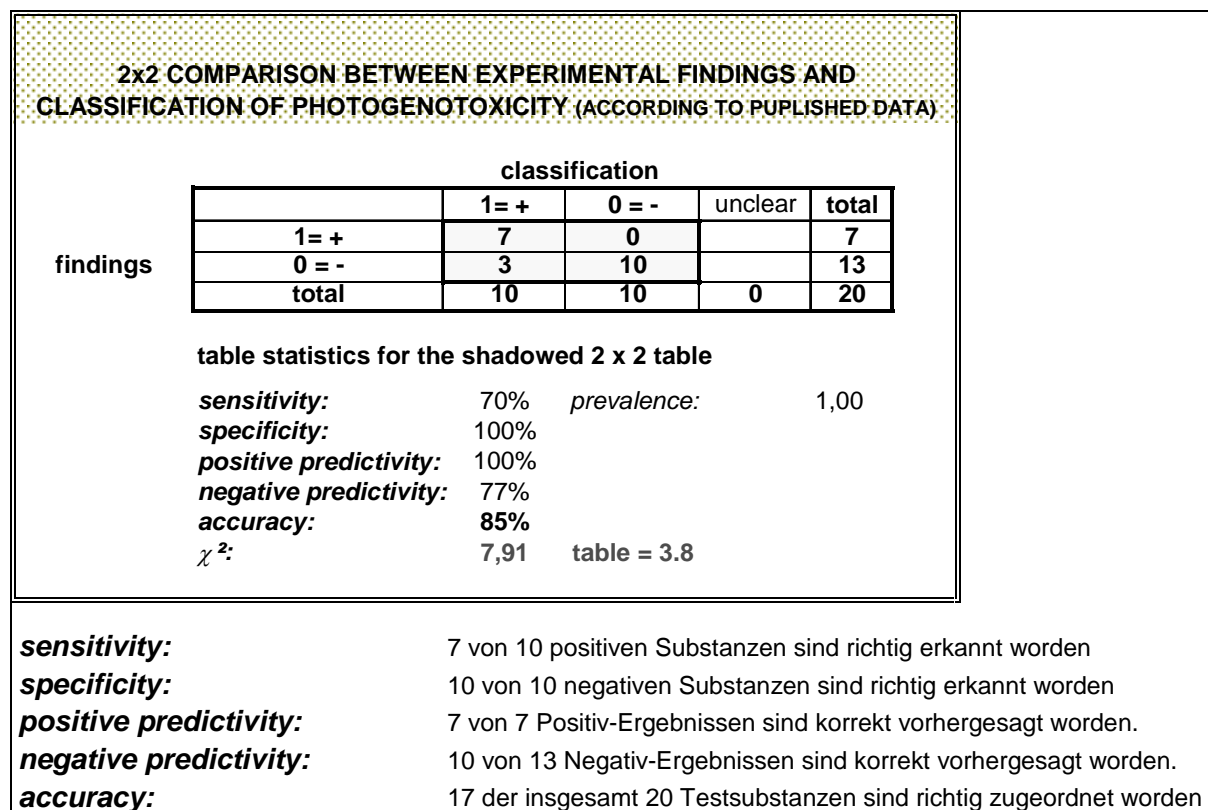 2x2 COMPARISON BETWEEN EXPERIMENTAL FINDINGS AND
CLASSIFICATION OF PHOTOGENOTOXICITY (ACCORDING TO PUPLISHED DATA)
classification
1= + 0 = - unclear total
1= + 7 0 7
findings 0 = - 3 10 13
total 10 10 0 20
table statistics for the shadowed 2 x 2 table
sensitivity: 70% prevalence: 1,00
specificity: 100%
positive predictivity: 100%
negative predictivity: 77%
accuracy: 85%
χ²: 7,91 table = 3.8
sensitivity: 7 von 10 positiven Substanzen sind richtig erkannt worden
specificity: 10 von 10 negativen Substanzen sind richtig erkannt worden
positive predictivity: 7 von 7 Positiv-Ergebnissen sind korrekt vorhergesagt worden.
negative predictivity: 10 von 13 Negativ-Ergebnissen sind korrekt vorhergesagt worden.
accuracy: 17 der insgesamt 20 Testsubstanzen sind richtig zugeordnet worden